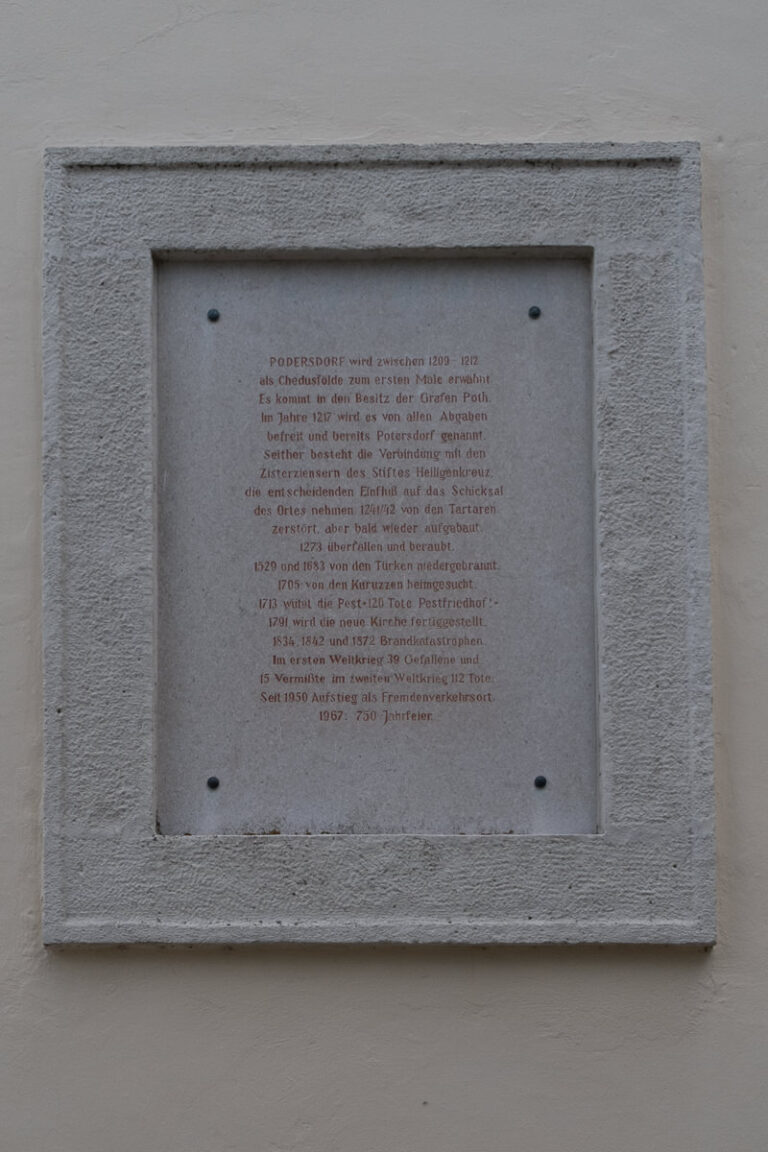 PODERSDORF wird zwischen 1209 - 1212
als Chedusfölde zum ersten Male erwähnt.
Es kommt in den Besitz der Grafen Poth.
Im Jahre 1217 wird es von allen Abgaben
befreit und bereits Potersdorf genannt.
Seither besteht die Verbindung mit den
Zisterziensern des Stiftes Heiligenkreuz,
die entscheidenden Einfluß auf das Schicksal
des Ortes nehmen. 1241/42 von den Tartaren
zerstört, aber bald wieder aufgebaut.
1273 überfallen und beraubt.
1529 und 1683 von den Türken niedergebrannt.
1705 von den Kuruzzen heimgesucht.
1713 wütet die Pest-120 Tote Pestfriedhof!-
1791 wird die neue Kirche fertiggestellt.
1834, 1842 und 1872 Brandkatastrophen.
Im ersten Weltkrieg 39 Gefallene und
15 Vermißte im zweiten Weltkrieg 112 Tote.
Seit 1950 Aufstieg als Fremdenverkehrsort.
1967: 750 Jahrfeier.